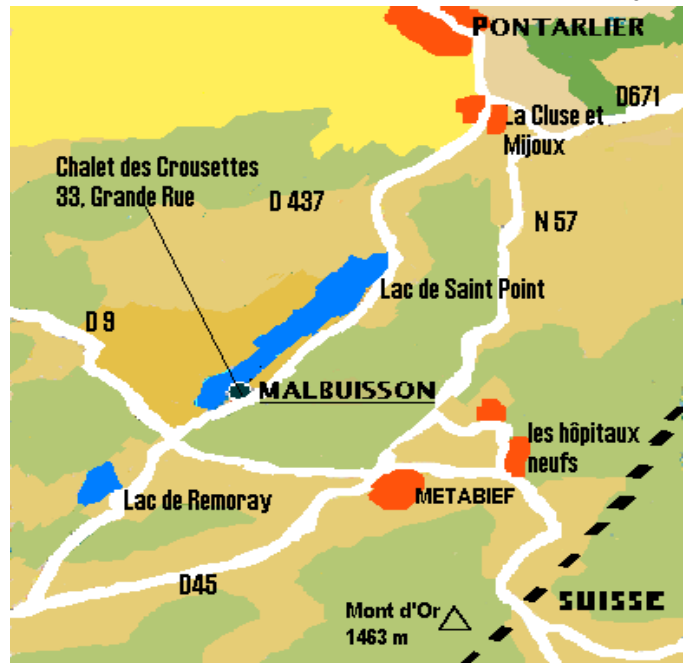 PONTARLIER
D671
La Cluse et
Mijoux
Chalet des Crousettes
33, Grande Rue
D 437
N 57
Lac de Saint Point
D 9
MALBUISSON
les hôpitaux
neufs
Lac de Remoray
METABIEF
D45
SUISSE
Mont d'Or
1463 m